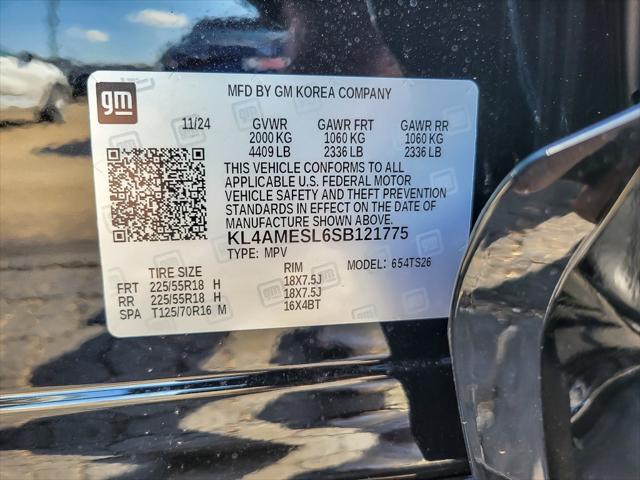 gm
MFD BY GM KOREA COMPANY
11/24 GVWR GAWR FRT GAWR RR
2000 KG 1060 KG 1060 KG
4409 LB 2336 LB 2336 LB
THIS VEHICLE CONFORMS TO ALL
APPLICABLE U.S. FEDERAL MOTOR
VEHICLE SAFETY AND THEFT PREVENTION
STANDARDS IN EFFECT ON THE DATE OF
MANUFACTURE SHOWN ABOVE.
KL4AMESL6SB121775
TYPE: MPV MODEL: 654TS26
TIRE SIZE RIM
FRT 225/55R18 H 18X7.5J
RR 225/55R18 H 18X7.5J
SPA T125/70R16 M 16X4BT